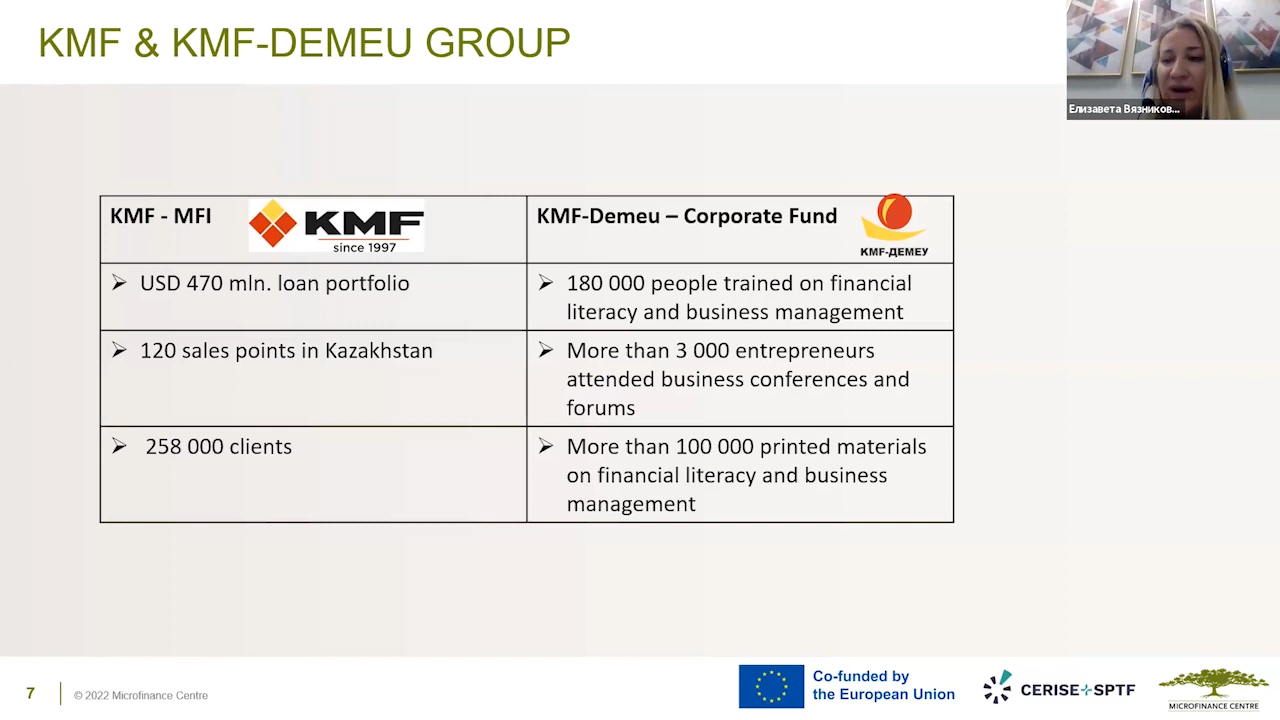 KMF & KMF-DEMEU GROUP
Елизавета Вязников...
KMF - MFI
KMF
since 1997
KMF-Demeu – Corporate Fund
КМF-ДЕМЕУ
➢ USD 470 mln. loan portfolio
➢ 180 000 people trained on financial
literacy and business management
➢ 120 sales points in Kazakhstan
➢ More than 3 000 entrepreneurs
attended business conferences and
forums
➢ 258 000 clients
➢ More than 100 000 printed materials
on financial literacy and business
management
7
© 2022 Microfinance Centre
Co-funded by
the European Union
CERISE+SPTF
MICROFINANCE CENTRE